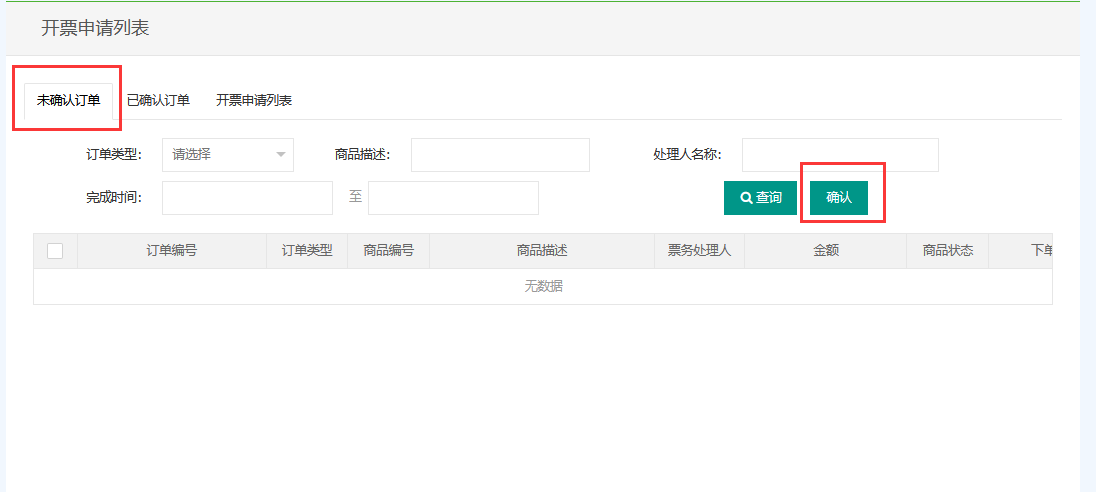 开票申请列表
未确认订单 已确认订单 开票申请列表
订单类型: 请选择 商品描述: 处理人名称:
完成时间: 至 查询 确认
订单编号 订单类型 商品编号 商品描述 票务处理人 金额 商品状态 下单
无数据